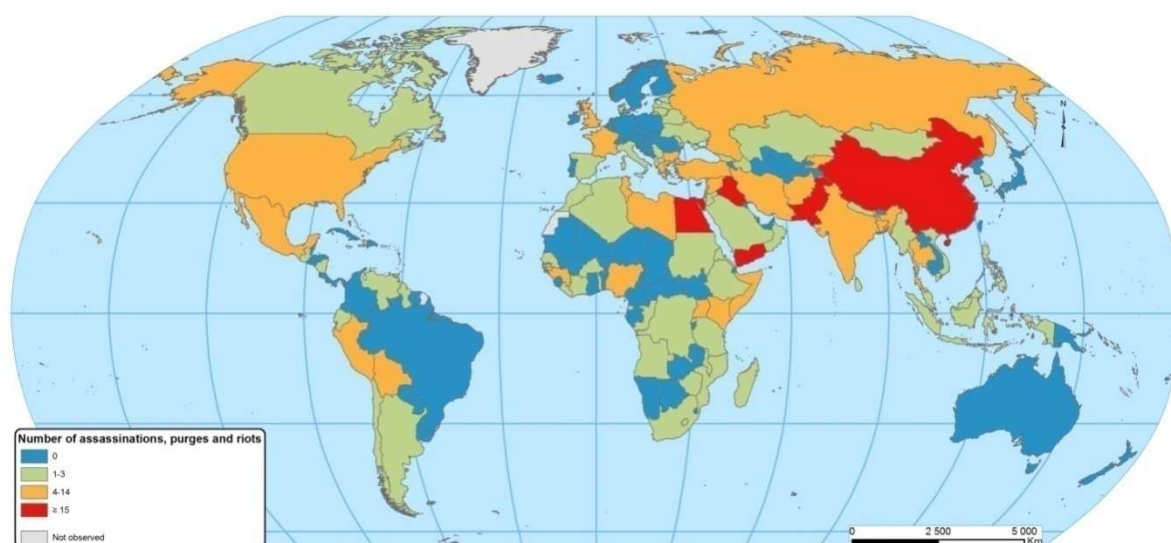 N
Number of assassinations, purges and riots
0
1-3
4-14
≥ 15
Not observed
0 2 500 5 000
Km